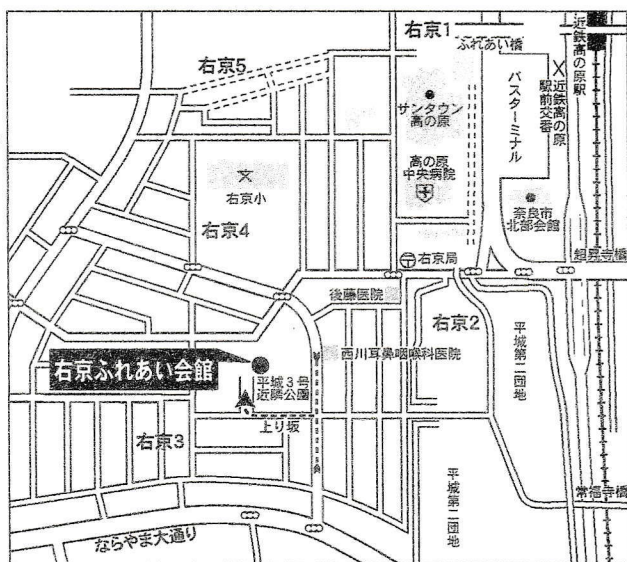 右京1
ふれあい橋
近鉄高の原駅
右京5
サンタウン
高の原
バスターミナル
近鉄高の原
駅前交番
高の原
中央病院
右京小
奈良市
北部会館
右京4
右京局
超昇寺橋
後藤医院
右京2
平城第二団地
西川耳鼻咽喉科医院
右京ふれあい会館
平城3号
近隣公園
上り坂
右京3
平城第二団地
常福寺橋
ならやま大通り